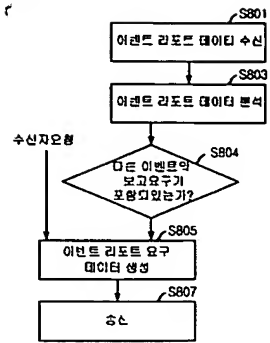 S801
이벤트 리포트 데이터 수신
S803
이벤트 리포트 데이터 분석
수신자요청
S804
다른 이벤트의
보고요구가
포함되있는가?
S805
이벤트 리포트 요구
데이터 생성
S807
송신